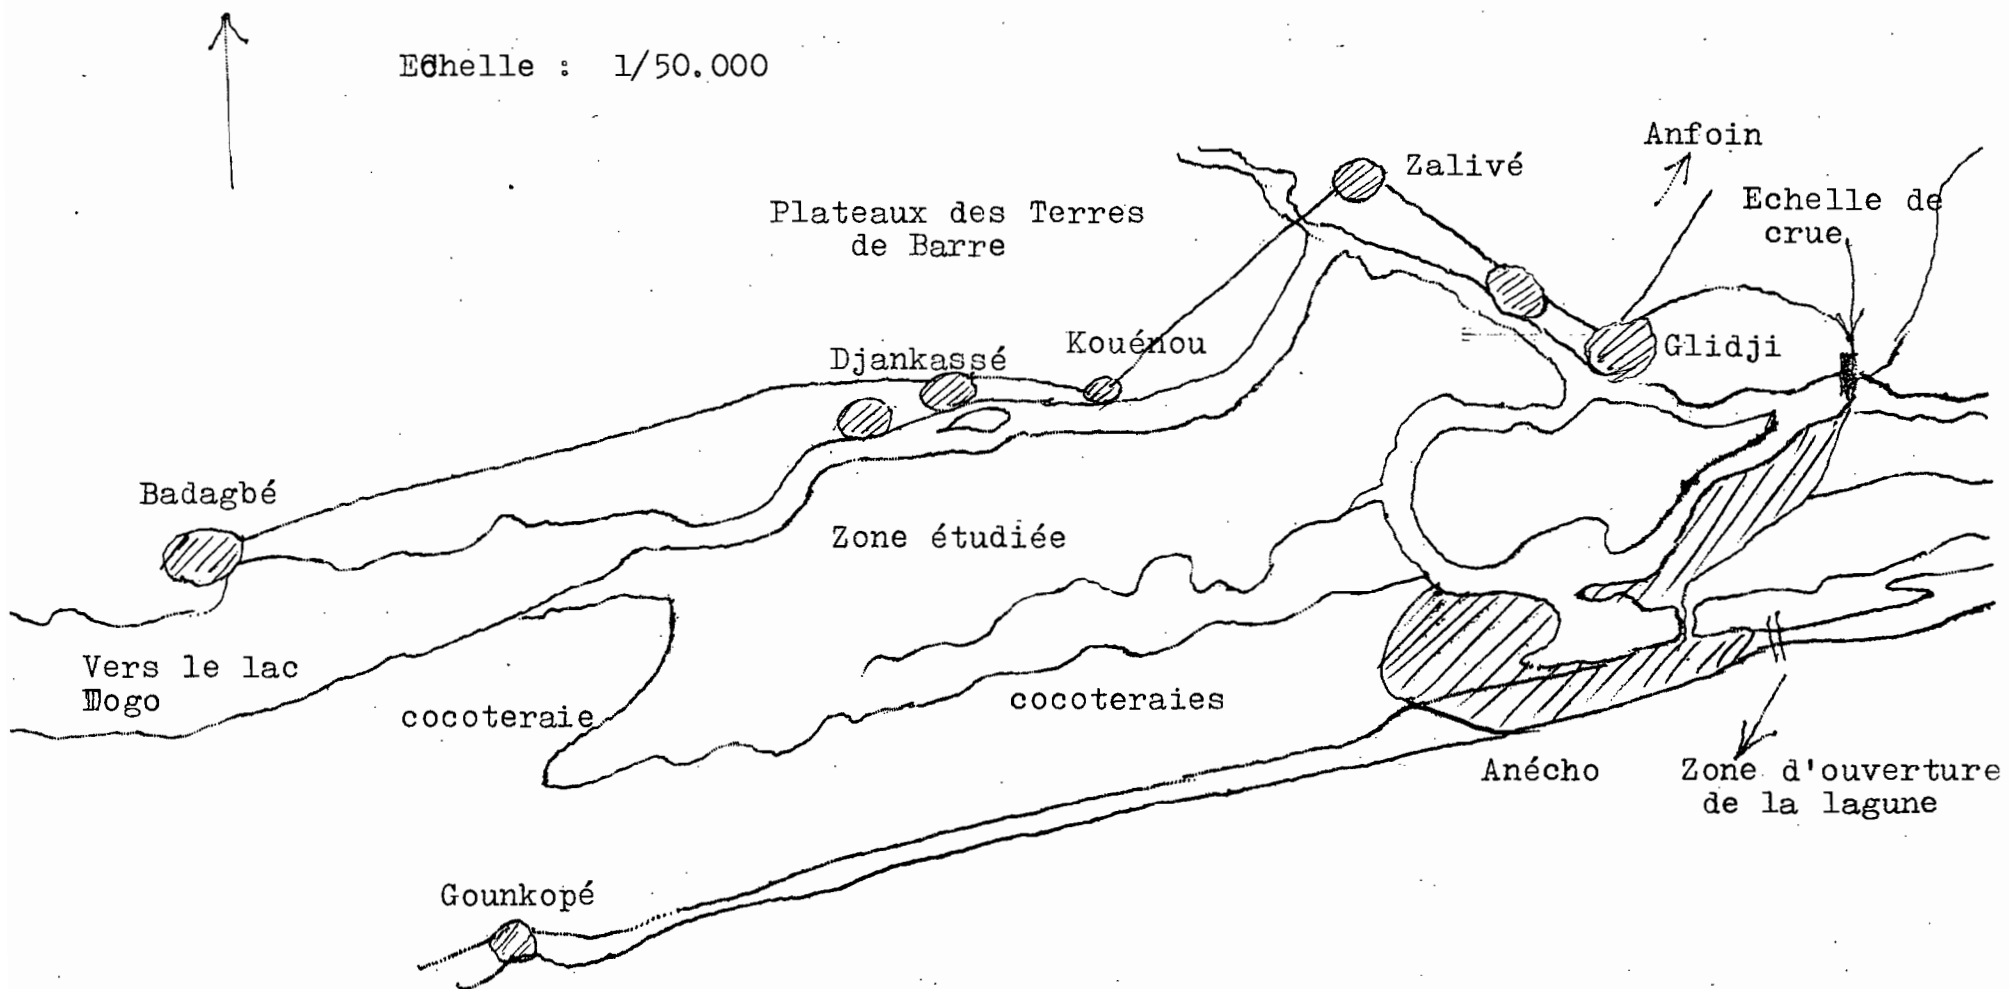 Echelle : 1/50.000
Anfoin
Zalivé
Echelle de
crue
Plateaux des Terres
de Barre
Kouénou
Djankassé
Glidji
Badagbé
Zone étudiée
Vers le lac
Togo
cocoteraie
cocoteraies
Anécho
Zone d'ouverture
de la lagune
Gounkopé